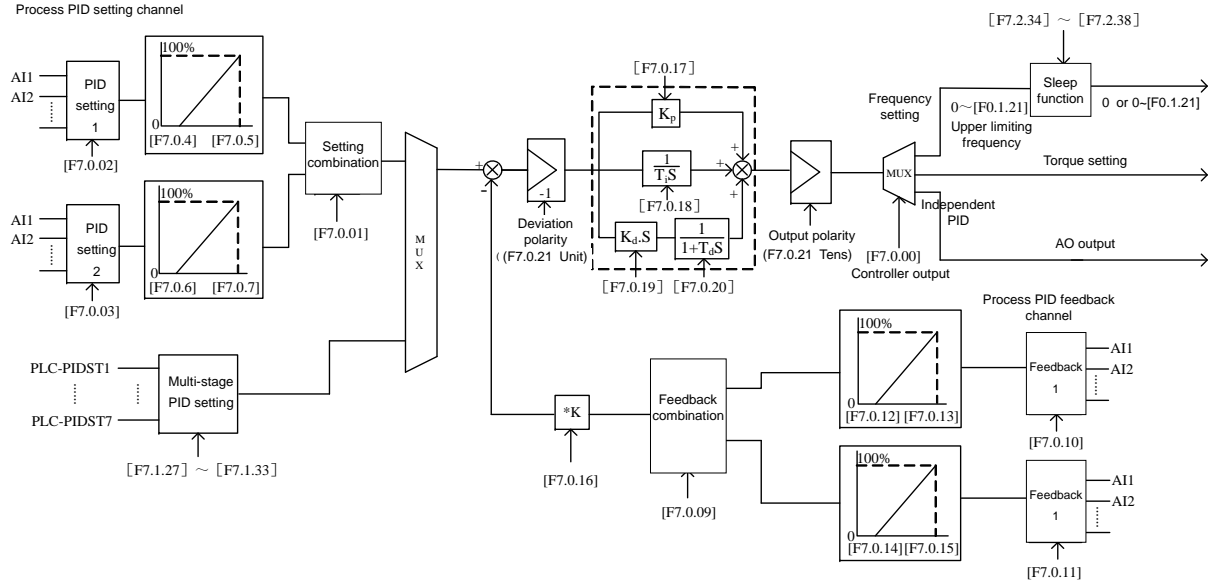 Process PID setting channel
AI1
AI2
PID
setting
1
[F7.0.02]
100%
0
[F7.0.4]
[F7.0.5]
AI1
AI2
PID
setting
2
[F7.0.03]
100%
0
[F7.0.6]
[F7.0.7]
Setting
combination
[F7.0.01]
PLC-PIDST1
PLC-PIDST7
Multi-stage
PID setting
[F7.1.27] ~ [F7.1.33]
M
U
X
+
-
-1
Deviation
polarity
((F7.0.21 Unit)
[F7.0.17]
Kp
1
TiS
[F7.0.18]
Kd.S
1
1+TdS
[F7.0.19]
[F7.0.20]
+
+
+
Output polarity
(F7.0.21 Tens)
MUX
[F7.0.00]
Controller output
Frequency
setting
0~[F0.1.21]
Upper limiting
frequency
[F7.2.34] ~ [F7.2.38]
Sleep
function
0 or 0~[F0.1.21]
Torque setting
Independent
PID
AO output
Process PID feedback
channel
*K
[F7.0.16]
Feedback
combination
[F7.0.09]
100%
0
[F7.0.12]
[F7.0.13]
Feedback
1
AI1
AI2
[F7.0.10]
100%
0
[F7.0.14]
[F7.0.15]
Feedback
1
AI1
AI2
[F7.0.11]